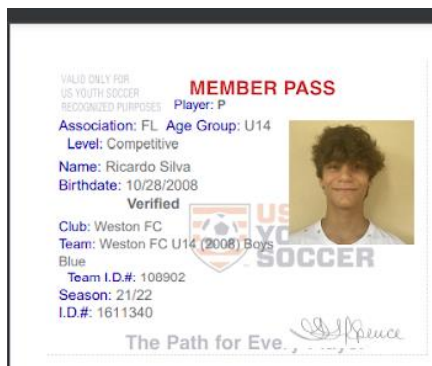 VALID ONLY FOR
US YOUTH SOCCER
RECOGNIZED PURPOSES
MEMBER PASS
Player: P
Association: FL Age Group: U14
Level: Competitive
Name: Ricardo Silva
Birthdate: 10/28/2008
Verified
Club: Weston FC
Team: Weston FC U14 (2008) Boys
Blue
Team I.D.#: 108902
Season: 21/22
I.D.#: 1611340
US
YO
SOCCER
The Path for Every